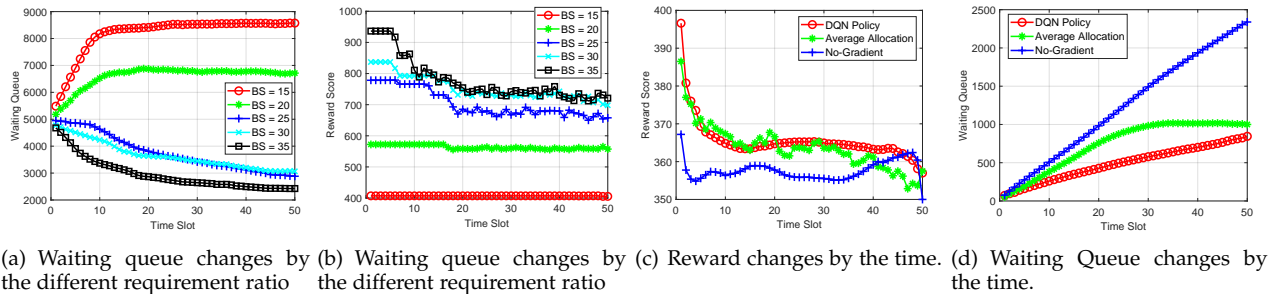 9000
8000
7000
6000
5000
4000
3000
2000
Waiting Queue
BS = 15
BS = 20
BS = 25
BS = 30
BS = 35
0 10 20 30 40 50
Time Slot
1000
900
800
700
600
500
400
Reward Score
BS = 15
BS = 20
BS = 25
BS = 30
BS = 35
0 10 20 30 40 50
Time Slot
400
390
380
370
360
350
Reward Score
DQN Policy
Average Allocation
No-Gradient
0 10 20 30 40 50
Time Slot
2500
2000
1500
1000
500
0
Waiting Queue
DQN Policy
Average Allocation
No-Gradient
0 10 20 30 40 50
Time Slot
(a) Waiting queue changes by
the different requirement ratio
(b) Waiting queue changes by
the different requirement ratio
(c) Reward changes by the time.
(d) Waiting Queue changes by
the time.